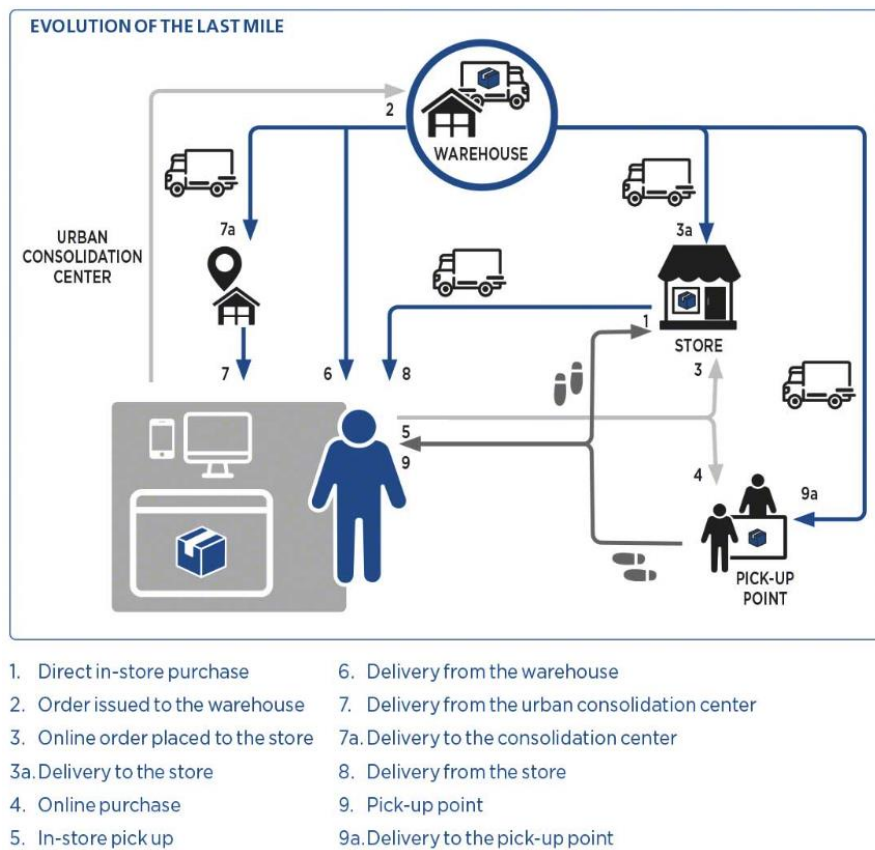 EVOLUTION OF THE LAST MILE
2
WAREHOUSE
7a
3a
URBAN
CONSOLIDATION
CENTER
1
STORE
7
6
8
3
5
9
4
9a
PICK-UP
POINT
1. Direct in-store purchase
2. Order issued to the warehouse
3. Online order placed to the store
3a. Delivery to the store
4. Online purchase
5. In-store pick up
6. Delivery from the warehouse
7. Delivery from the urban consolidation center
7a. Delivery to the consolidation center
8. Delivery from the store
9. Pick-up point
9a. Delivery to the pick-up point